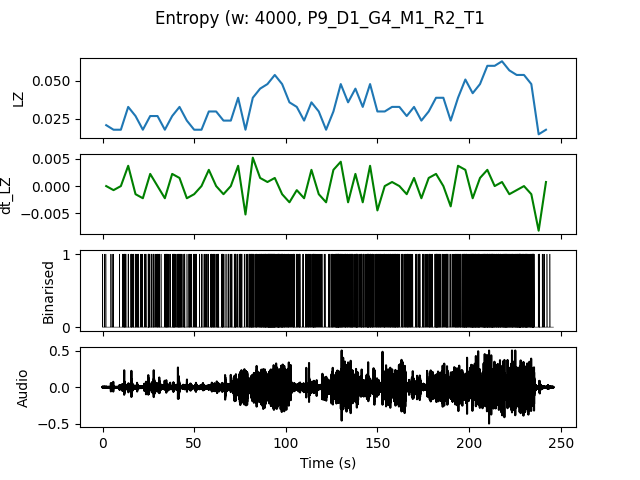 Entropy (w: 4000, P9_D1_G4_M1_R2_T1
LZ
0.050
0.025
dt_LZ
0.005
0.000
−0.005
Binarised
1
0
Audio
0.5
0.0
−0.5
0 50 100 150 200 250
Time (s)